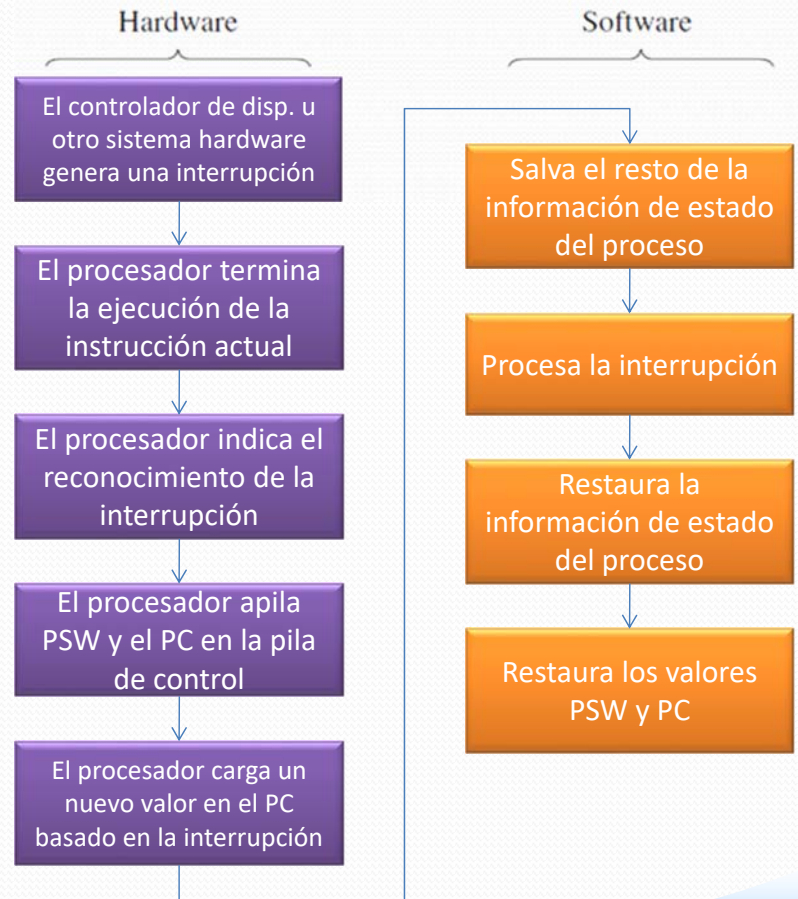 Hardware
El controlador de disp. u
otro sistema hardware
genera una interrupción
El procesador termina
la ejecución de la
instrucción actual
El procesador indica el
reconocimiento de la
interrupción
El procesador apila
PSW y el PC en la pila
de control
El procesador carga un
nuevo valor en el PC
basado en la interrupción
Software
Salva el resto de la
información de estado
del proceso
Procesa la interrupción
Restaura la
información de estado
del proceso
Restaura los valores
PSW y PC